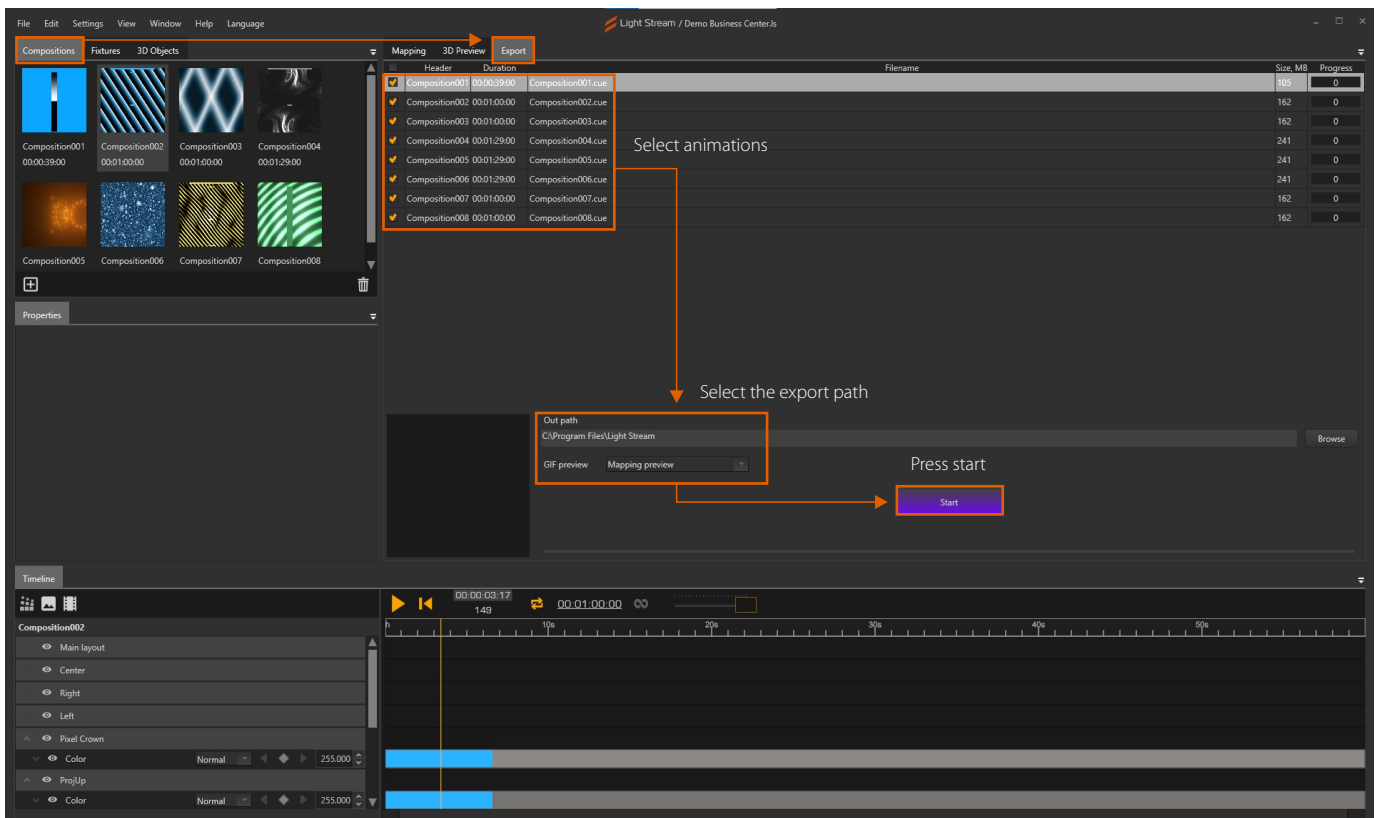 File Edit Settings View Window Help Language
Light Stream / Demo Business Center.ls
Compositions Fixtures 3D Objects
Mapping 3D Preview Export
Header Duration Filename Size, MB Progress
Composition001 00:00:39:00 Composition001.cue 105 0
Composition002 00:01:00:00 Composition002.cue 162 0
Composition003 00:01:00:00 Composition003.cue 162 0
Composition004 00:01:29:00 Composition004.cue 241 0
Composition005 00:01:29:00 Composition005.cue 241 0
Composition006 00:01:29:00 Composition006.cue 241 0
Composition007 00:01:00:00 Composition007.cue 162 0
Composition008 00:01:00:00 Composition008.cue 162 0
Select animations
Composition001 Composition002 Composition003 Composition004
00:00:39:00 00:01:00:00 00:01:00:00 00:01:29:00
Composition005 Composition006 Composition007 Composition008
Properties
Select the export path
Out path
C:\Program Files\Light Stream Browse
GIF preview Mapping preview
Press start
Start
Timeline
00:00:03:17
149
00:01:00:00
Composition002
10s 20s 30s 40s 50s
Main layout
Center
Right
Left
Pixel Crown
Color Normal 255.000
ProjUp
Color Normal 255.000